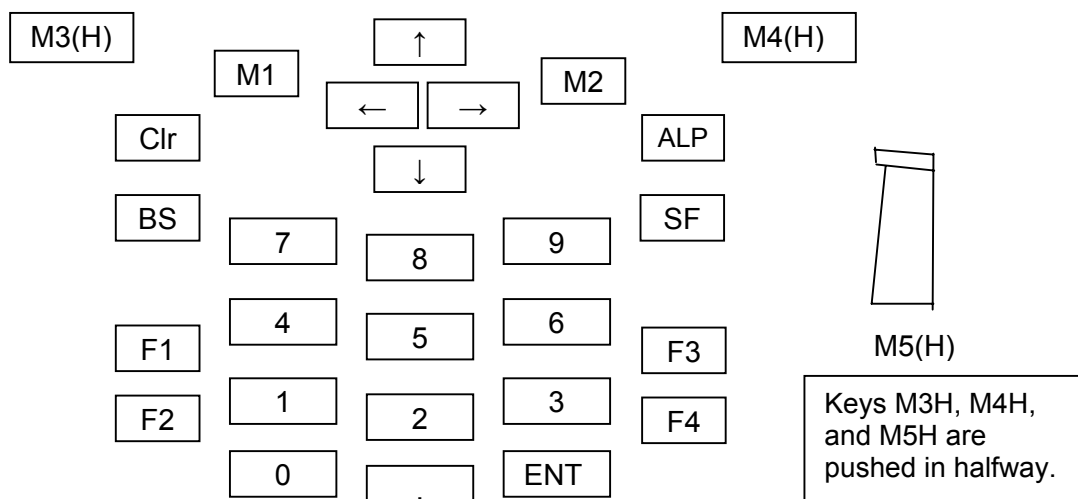 M3(H) ↑ M4(H)
M1 M2
← →
Clr ALP
↓
BS SF
7 8 9
4 5 6
F1 F3
M5(H)
1 2 3
F2 F4
0 ENT
Keys M3H, M4H,
and M5H are
pushed in halfway.